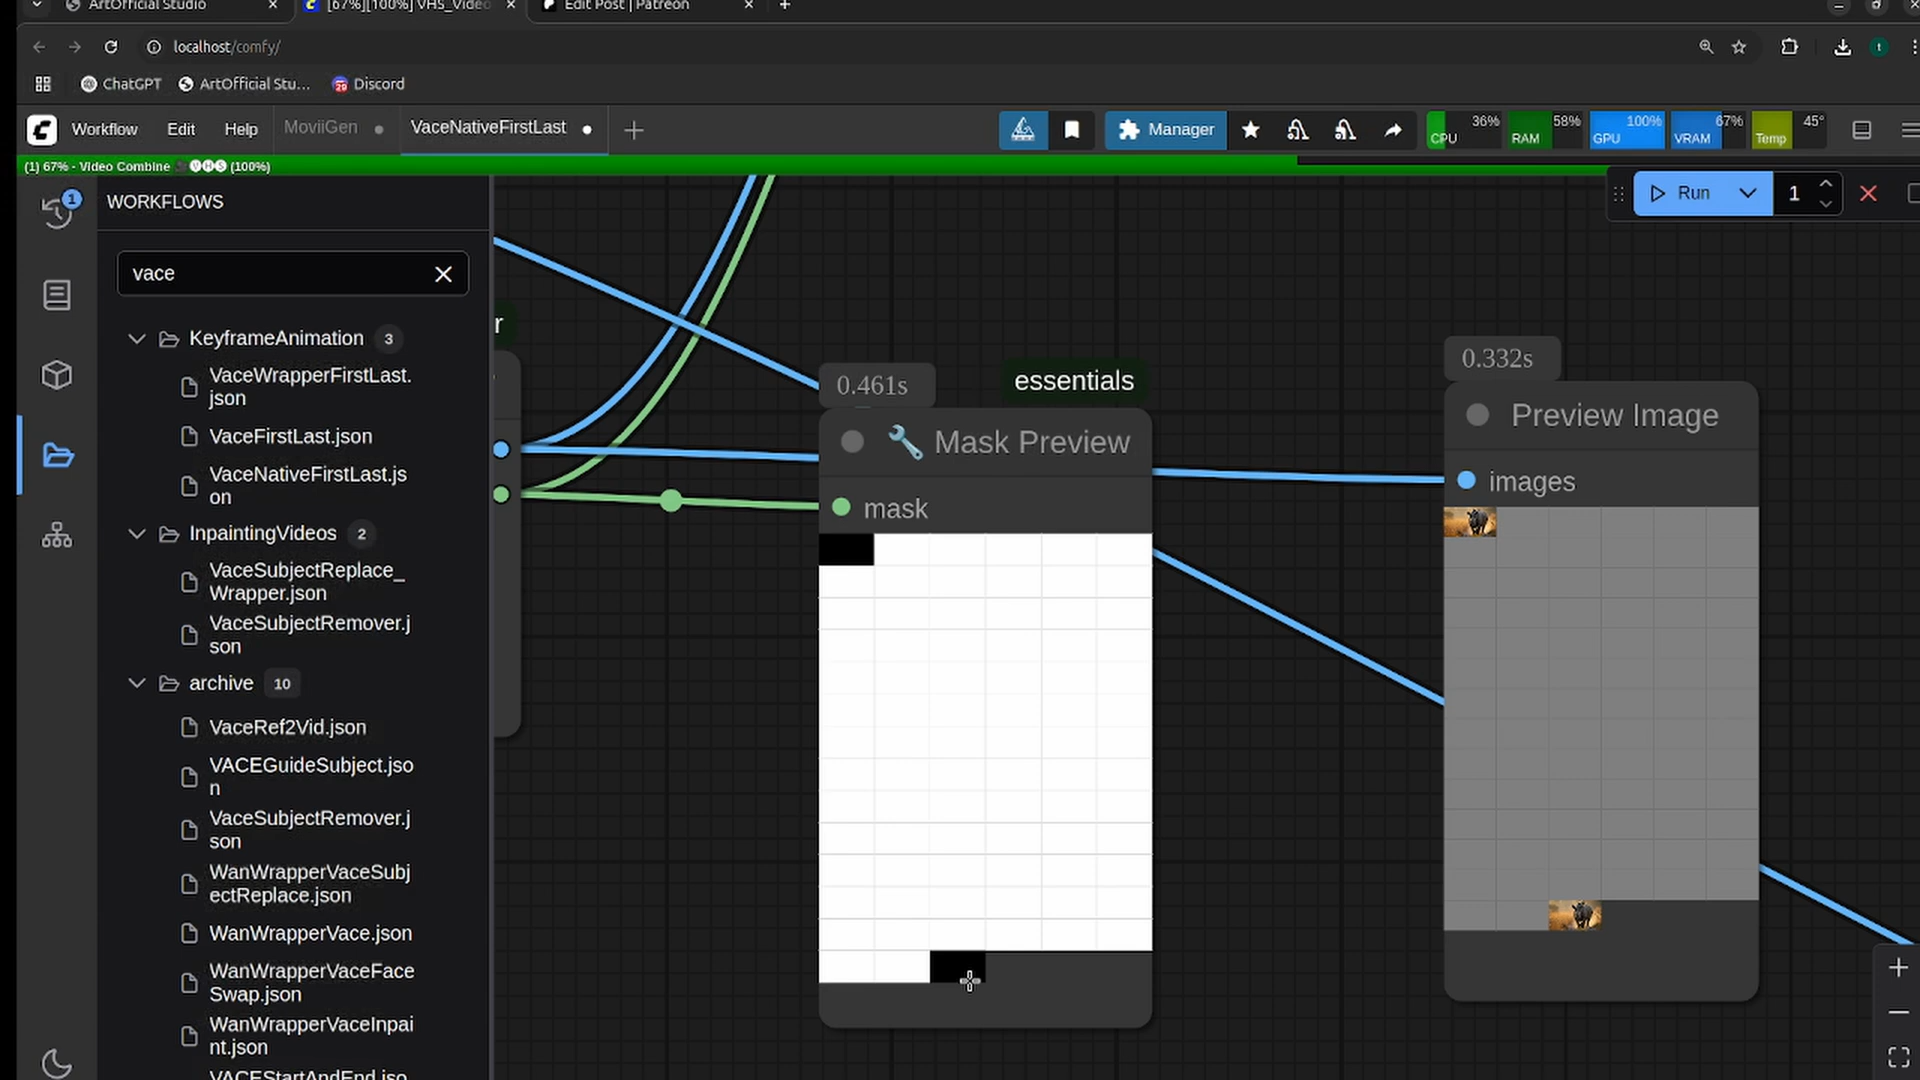 ArtOfficial Studio
[67%][100%] VHS_Video
Edit Post | Patreon
localhost/comfy/
ChatGPT
ArtOfficial Stu...
Discord
Workflow
Edit
Help
MoviiGen
VaceNativeFirstLast
Manager
CPU 36%
RAM 58%
GPU 100%
VRAM 67%
Temp 45°
(1) 67% - Video Combine VHS (100%)
1
WORKFLOWS
Run
1
vace
KeyframeAnimation 3
VaceWrapperFirstLast.
json
VaceFirstLast.json
VaceNativeFirstLast.js
on
InpaintingVideos 2
VaceSubjectReplace_
Wrapper.json
VaceSubjectRemover.j
son
archive 10
VaceRef2Vid.json
VACEGuideSubject.jso
n
VaceSubjectRemover.j
son
WanWrapperVaceSubj
ectReplace.json
WanWrapperVace.json
WanWrapperVaceFace
Swap.json
WanWrapperVaceInpai
nt.json
VACEStartAndEnd.jso
r
0.461s
essentials
Mask Preview
mask
0.332s
Preview Image
images